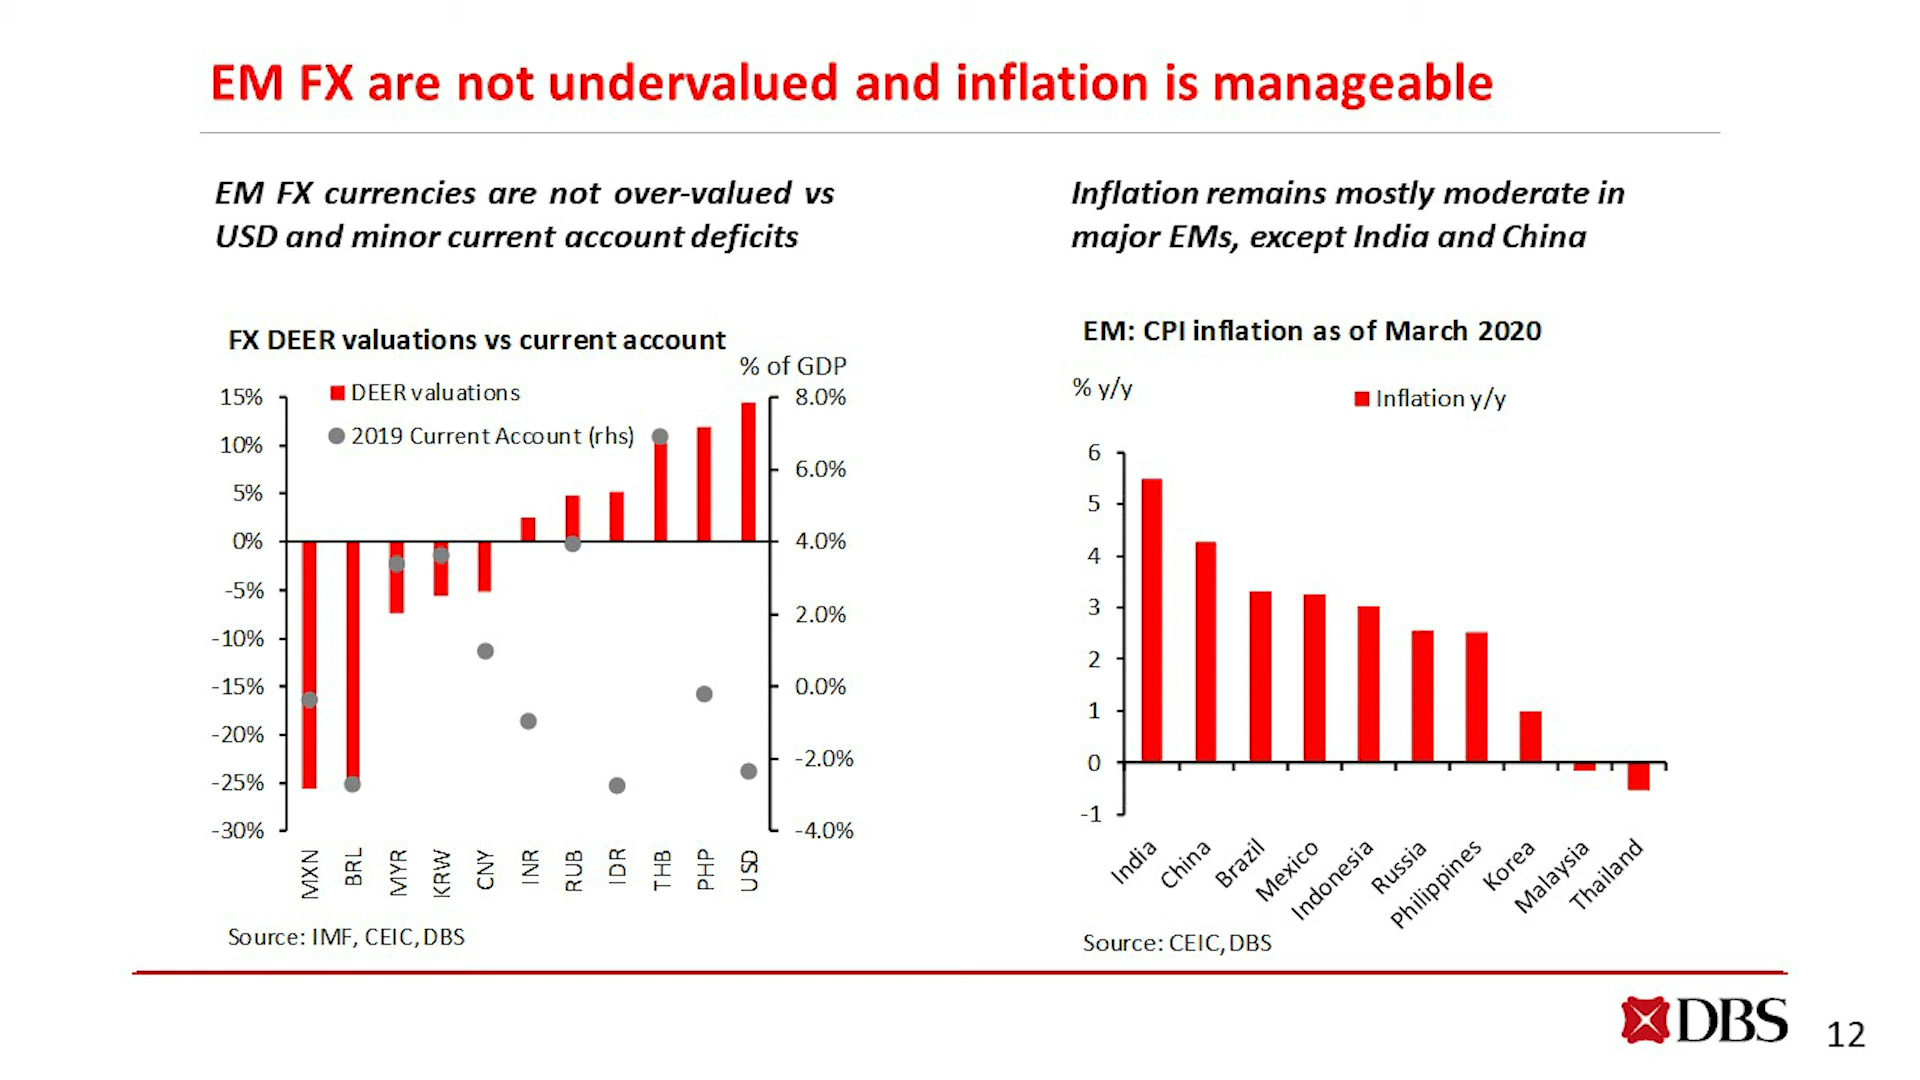 EM FX are not undervalued and inflation is manageable
EM FX currencies are not over-valued vs
USD and minor current account deficits
FX DEER valuations vs current account
% of GDP
DEER valuations
2019 Current Account (rhs)
15%
10%
5%
0%
-5%
-10%
-15%
-20%
-25%
-30%
8.0%
6.0%
4.0%
2.0%
0.0%
-2.0%
-4.0%
MXN
BRL
MYR
KRW
CNY
INR
RUB
IDR
THB
PHP
USD
Source: IMF, CEIC, DBS
Inflation remains mostly moderate in
major EMs, except India and China
EM: CPI inflation as of March 2020
% y/y
Inflation y/y
6
5
4
3
2
1
0
-1
India
China
Brazil
Mexico
Indonesia
Russia
Philippines
Korea
Malaysia
Thailand
Source: CEIC, DBS
DBS
12